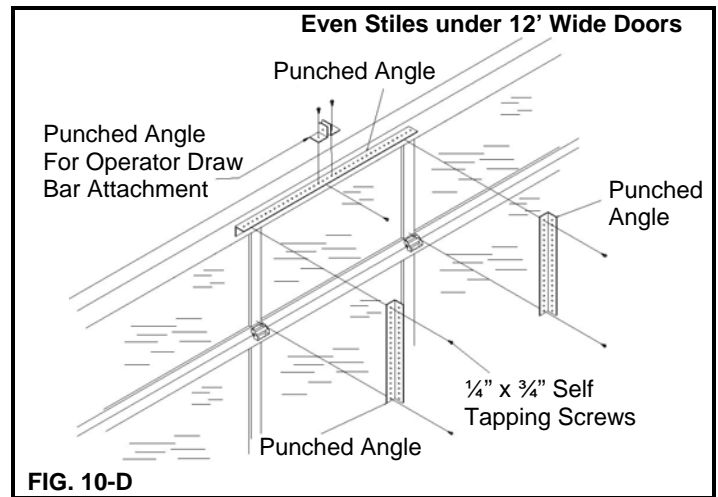 Even Stiles under 12’ Wide Doors
Punched Angle
Punched Angle
For Operator Draw
Bar Attachment
Punched
Angle
¼” x ¾” Self
Tapping Screws
Punched Angle
FIG. 10-D